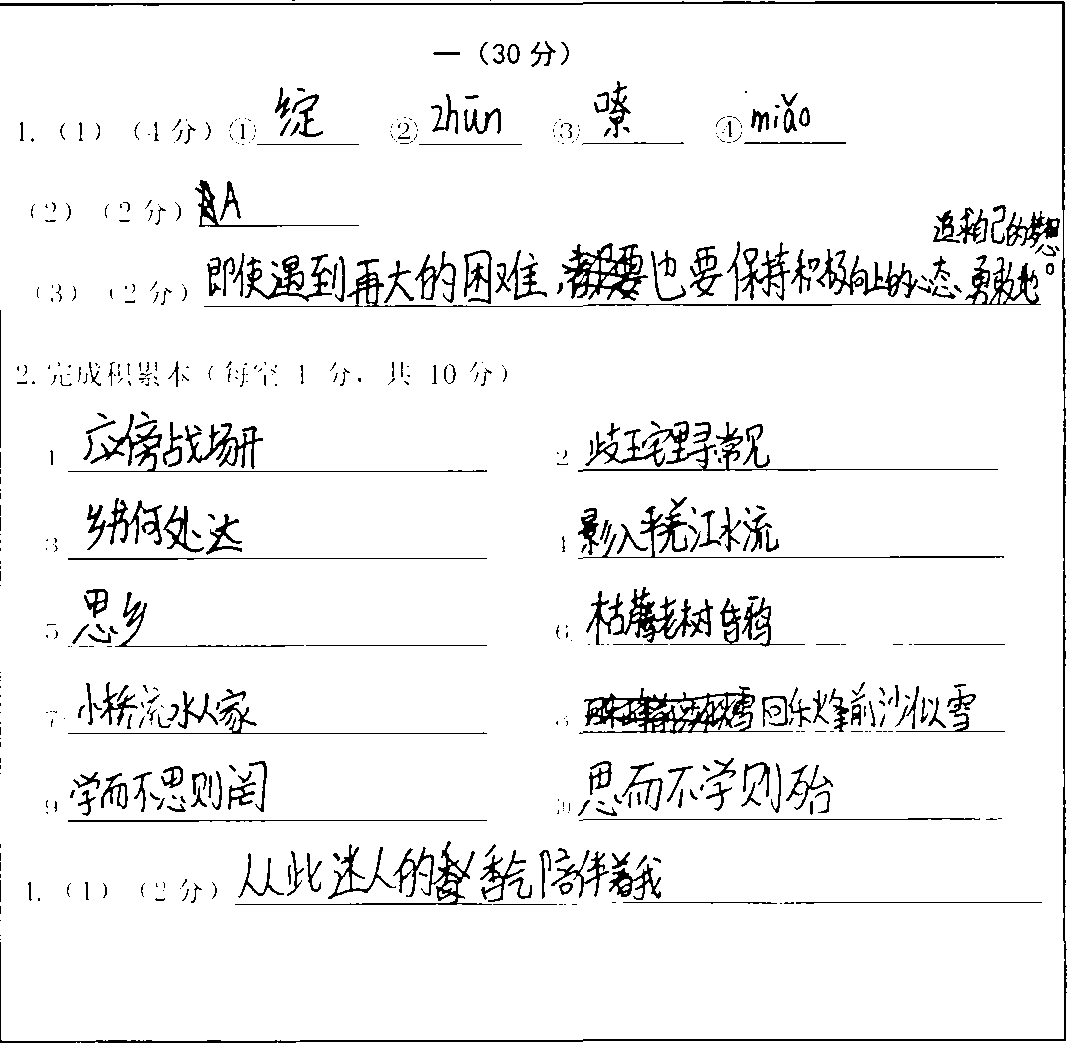 一（30分）
1.（1）（4分）①绽 ②zhūn ③嘹 ④miǎo
（2）（2分）A
追求自己的梦想。
（3）（2分）即使遇到再大的困难，也要保持积极向上的心态，勇敢地
2.完成积累本（每空 1 分，共 10 分）
1 应傍战场开 2 歧王宅里寻常见
3 乡书何处达 4 影入平羌江水流
5 思乡 6 枯藤老树昏鸦
7 小桥流水人家 8 回乐烽前沙似雪
9 学而不思则罔 10 思而不学则殆
1.（1）（2分）从此迷人的香气陪伴着我